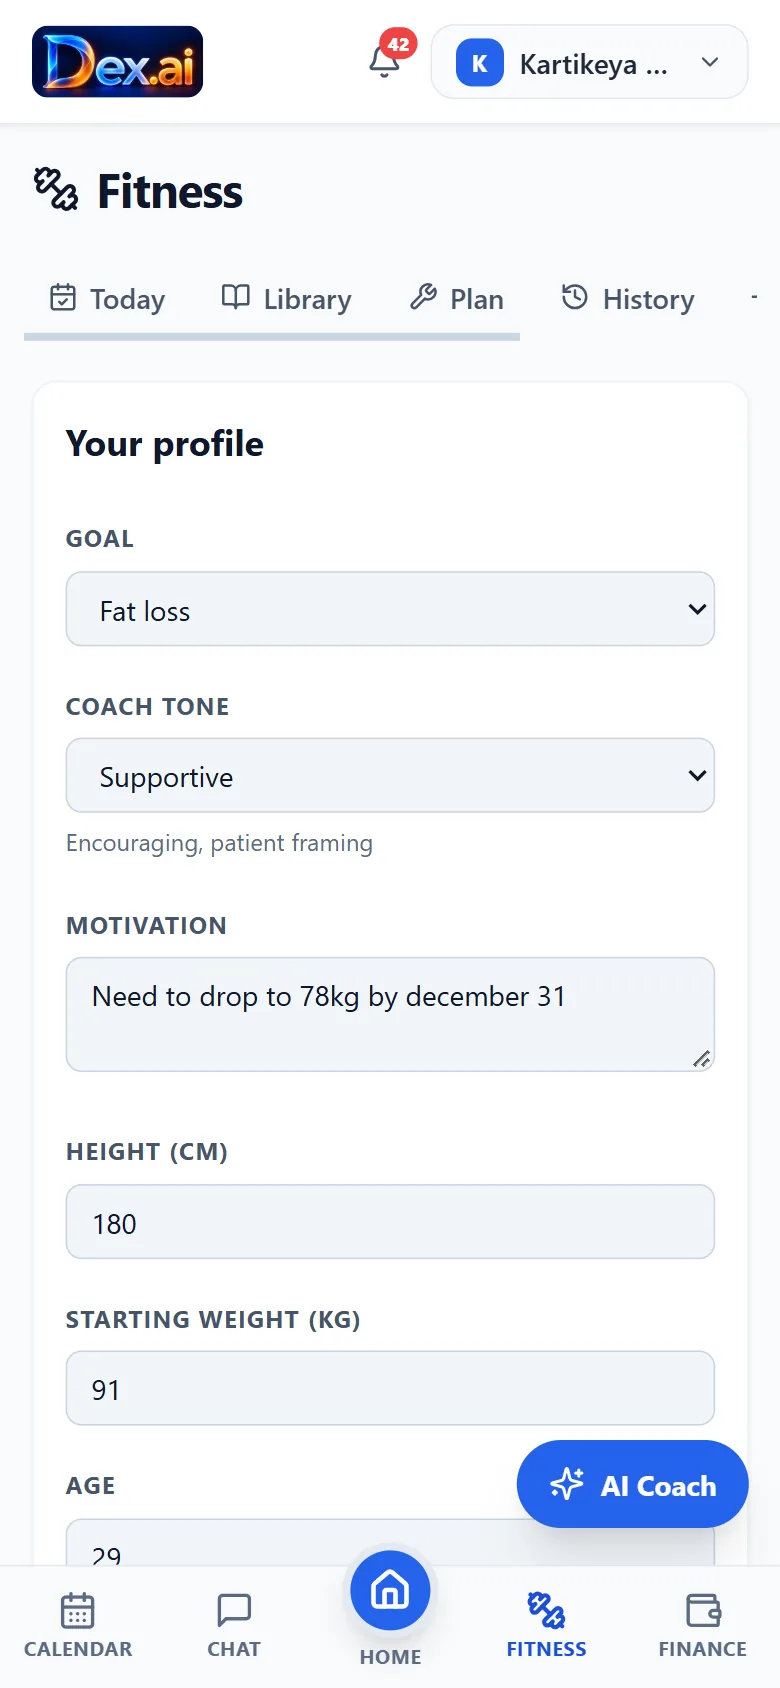 Dex.ai
42
K
Kartikeya ...
Fitness
Today
Library
Plan
History
Your profile
GOAL
Fat loss
COACH TONE
Supportive
Encouraging, patient framing
MOTIVATION
Need to drop to 78kg by december 31
HEIGHT (CM)
180
STARTING WEIGHT (KG)
91
AGE
AI Coach
29
CALENDAR
CHAT
HOME
FITNESS
FINANCE